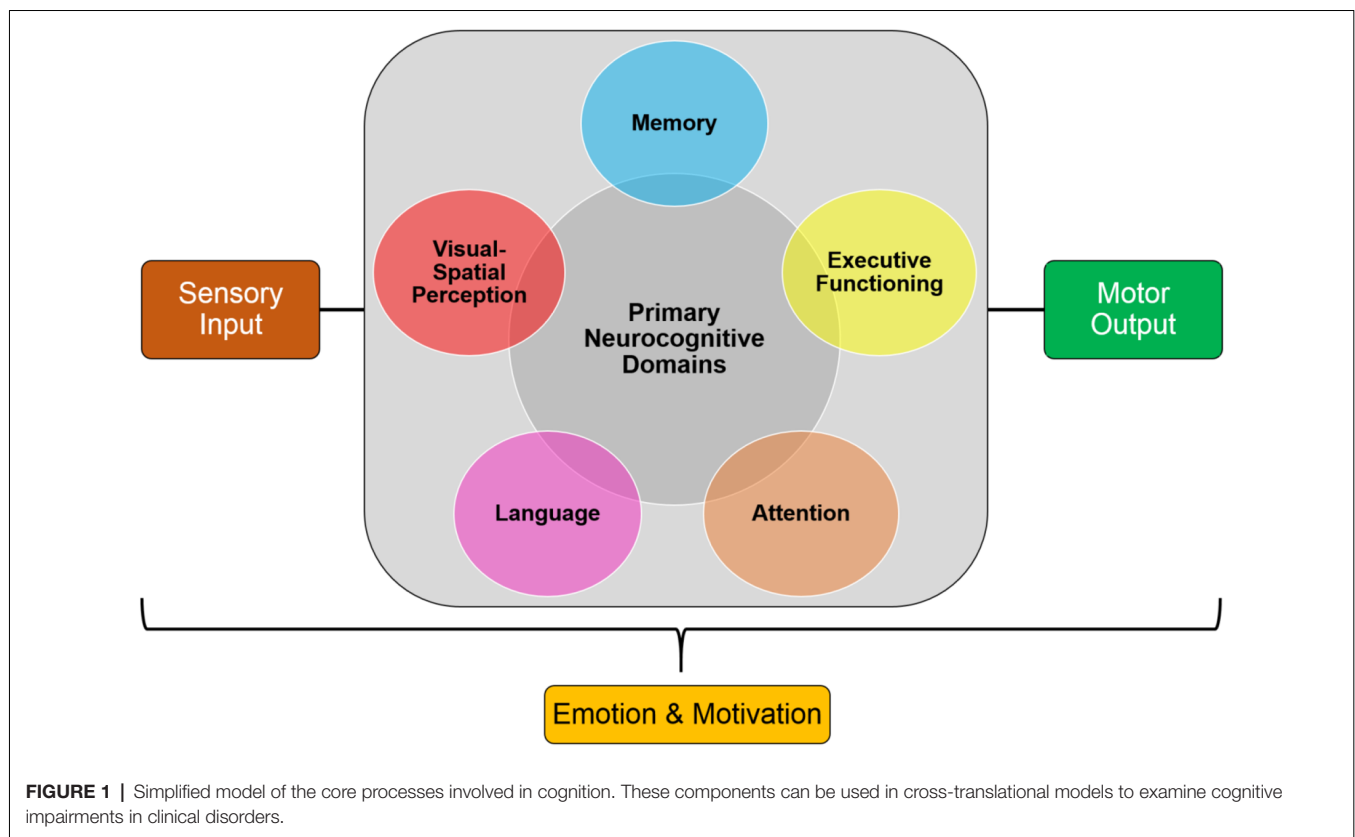 Memory
Visual-
Spatial
Perception
Executive
Functioning
Sensory
Input
Primary
Neurocognitive
Domains
Motor
Output
Language
Attention
Emotion & Motivation
FIGURE 1 | Simplified model of the core processes involved in cognition. These components can be used in cross-translational models to examine cognitive
impairments in clinical disorders.